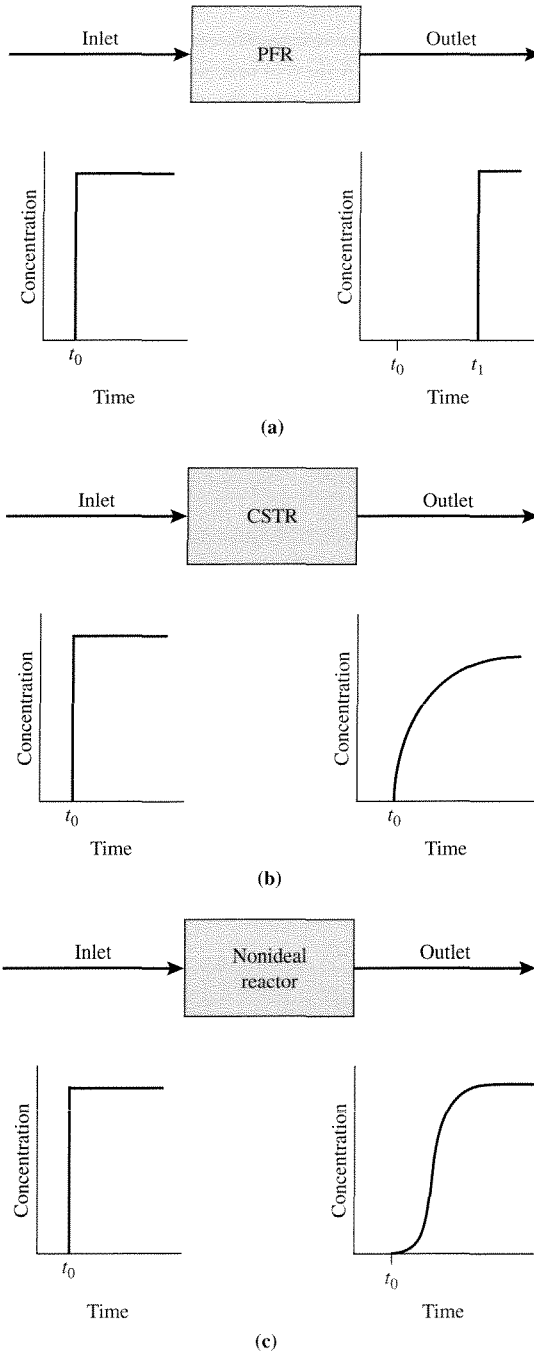 Inlet
PFR
Outlet
Concentration
t0
Time
Concentration
t0 t1
Time
(a)
Inlet
CSTR
Outlet
Concentration
t0
Time
Concentration
t0
Time
(b)
Inlet
Nonideal
reactor
Outlet
Concentration
t0
Time
Concentration
t0
Time
(c)